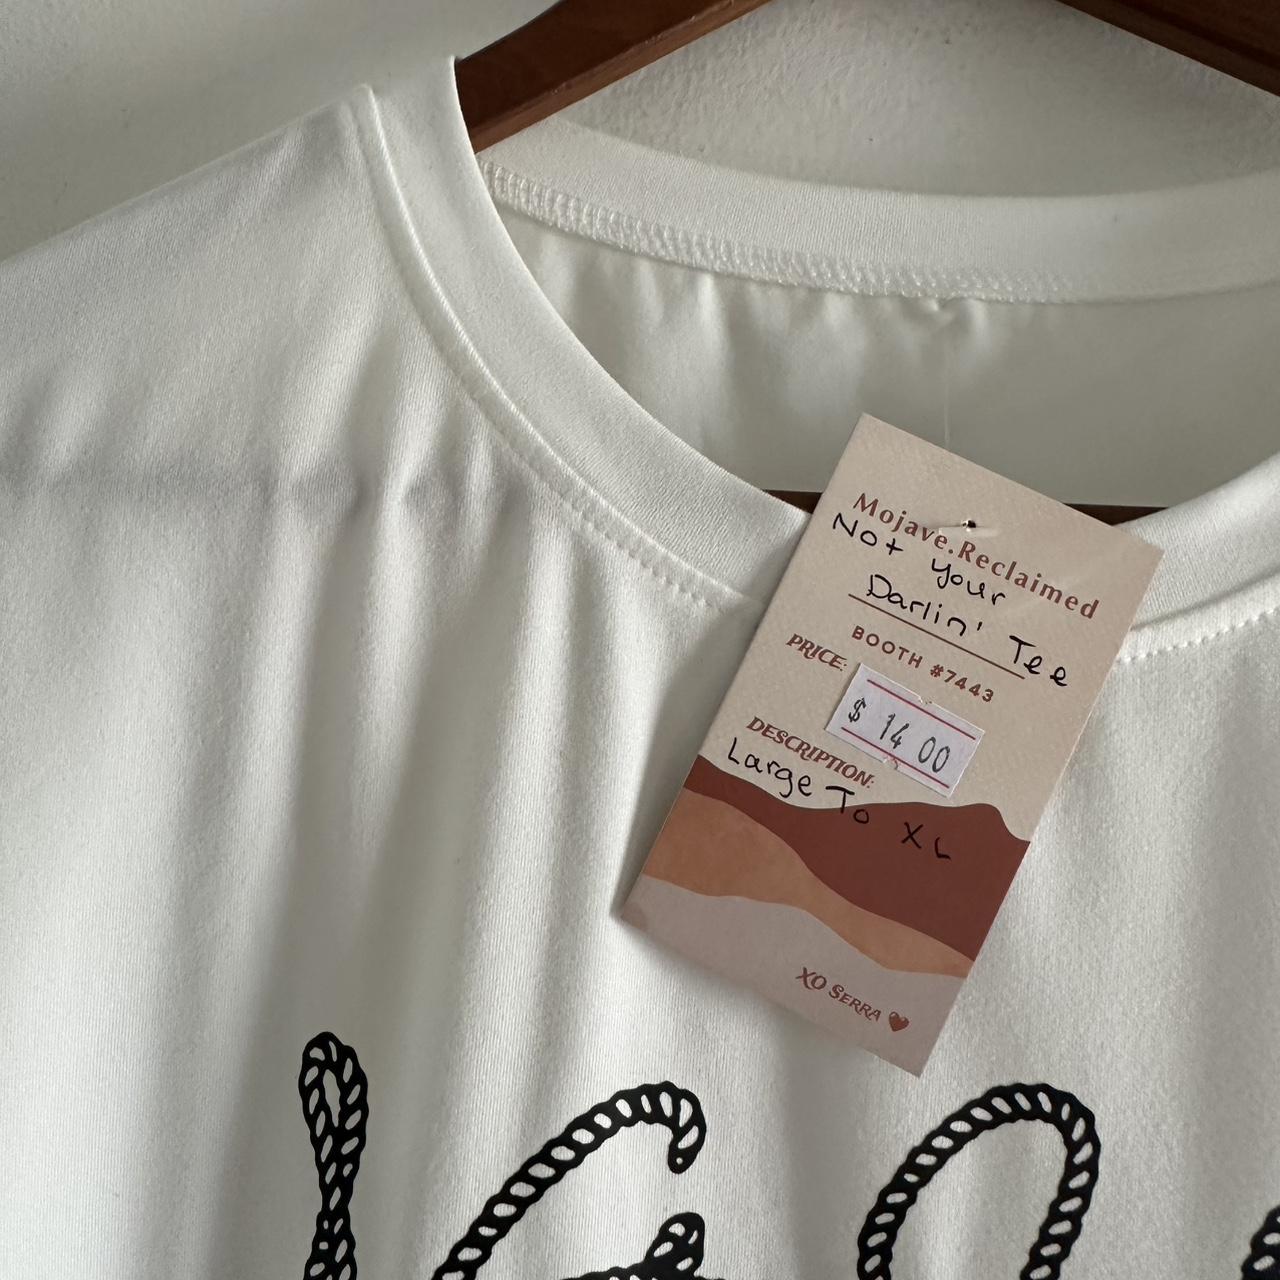 Mojave.Reclaimed
Not your
Darlin' Tee
BOOTH #7443
PRICE:
$ 14 00
DESCRIPTION:
Large To XL
XO SERRA